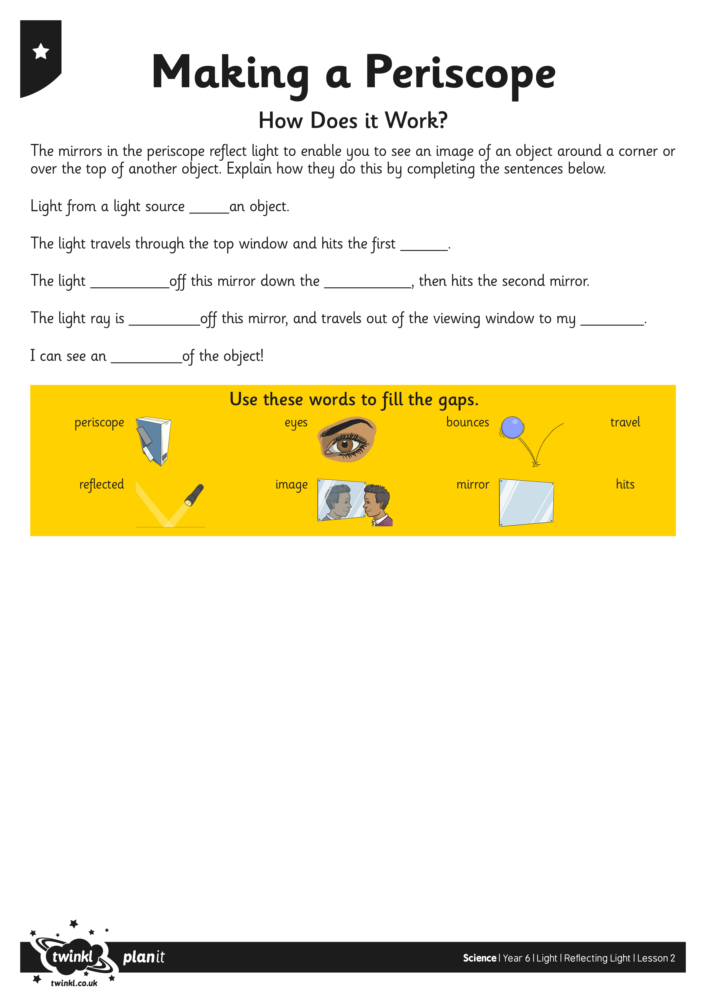 Making a Periscope
How Does it Work?
The mirrors in the periscope reflect light to enable you to see an image of an object around a corner or
over the top of another object. Explain how they do this by completing the sentences below.
Light from a light source _____an object.
The light travels through the top window and hits the first ______.
The light __________off this mirror down the ___________, then hits the second mirror.
The light ray is _________off this mirror, and travels out of the viewing window to my ________.
I can see an _________of the object!
Use these words to fill the gaps.
periscope eyes bounces travel
reflected image mirror hits
twinkl planit
Science | Year 6 | Light | Reflecting Light | Lesson 2
twinkl.co.uk